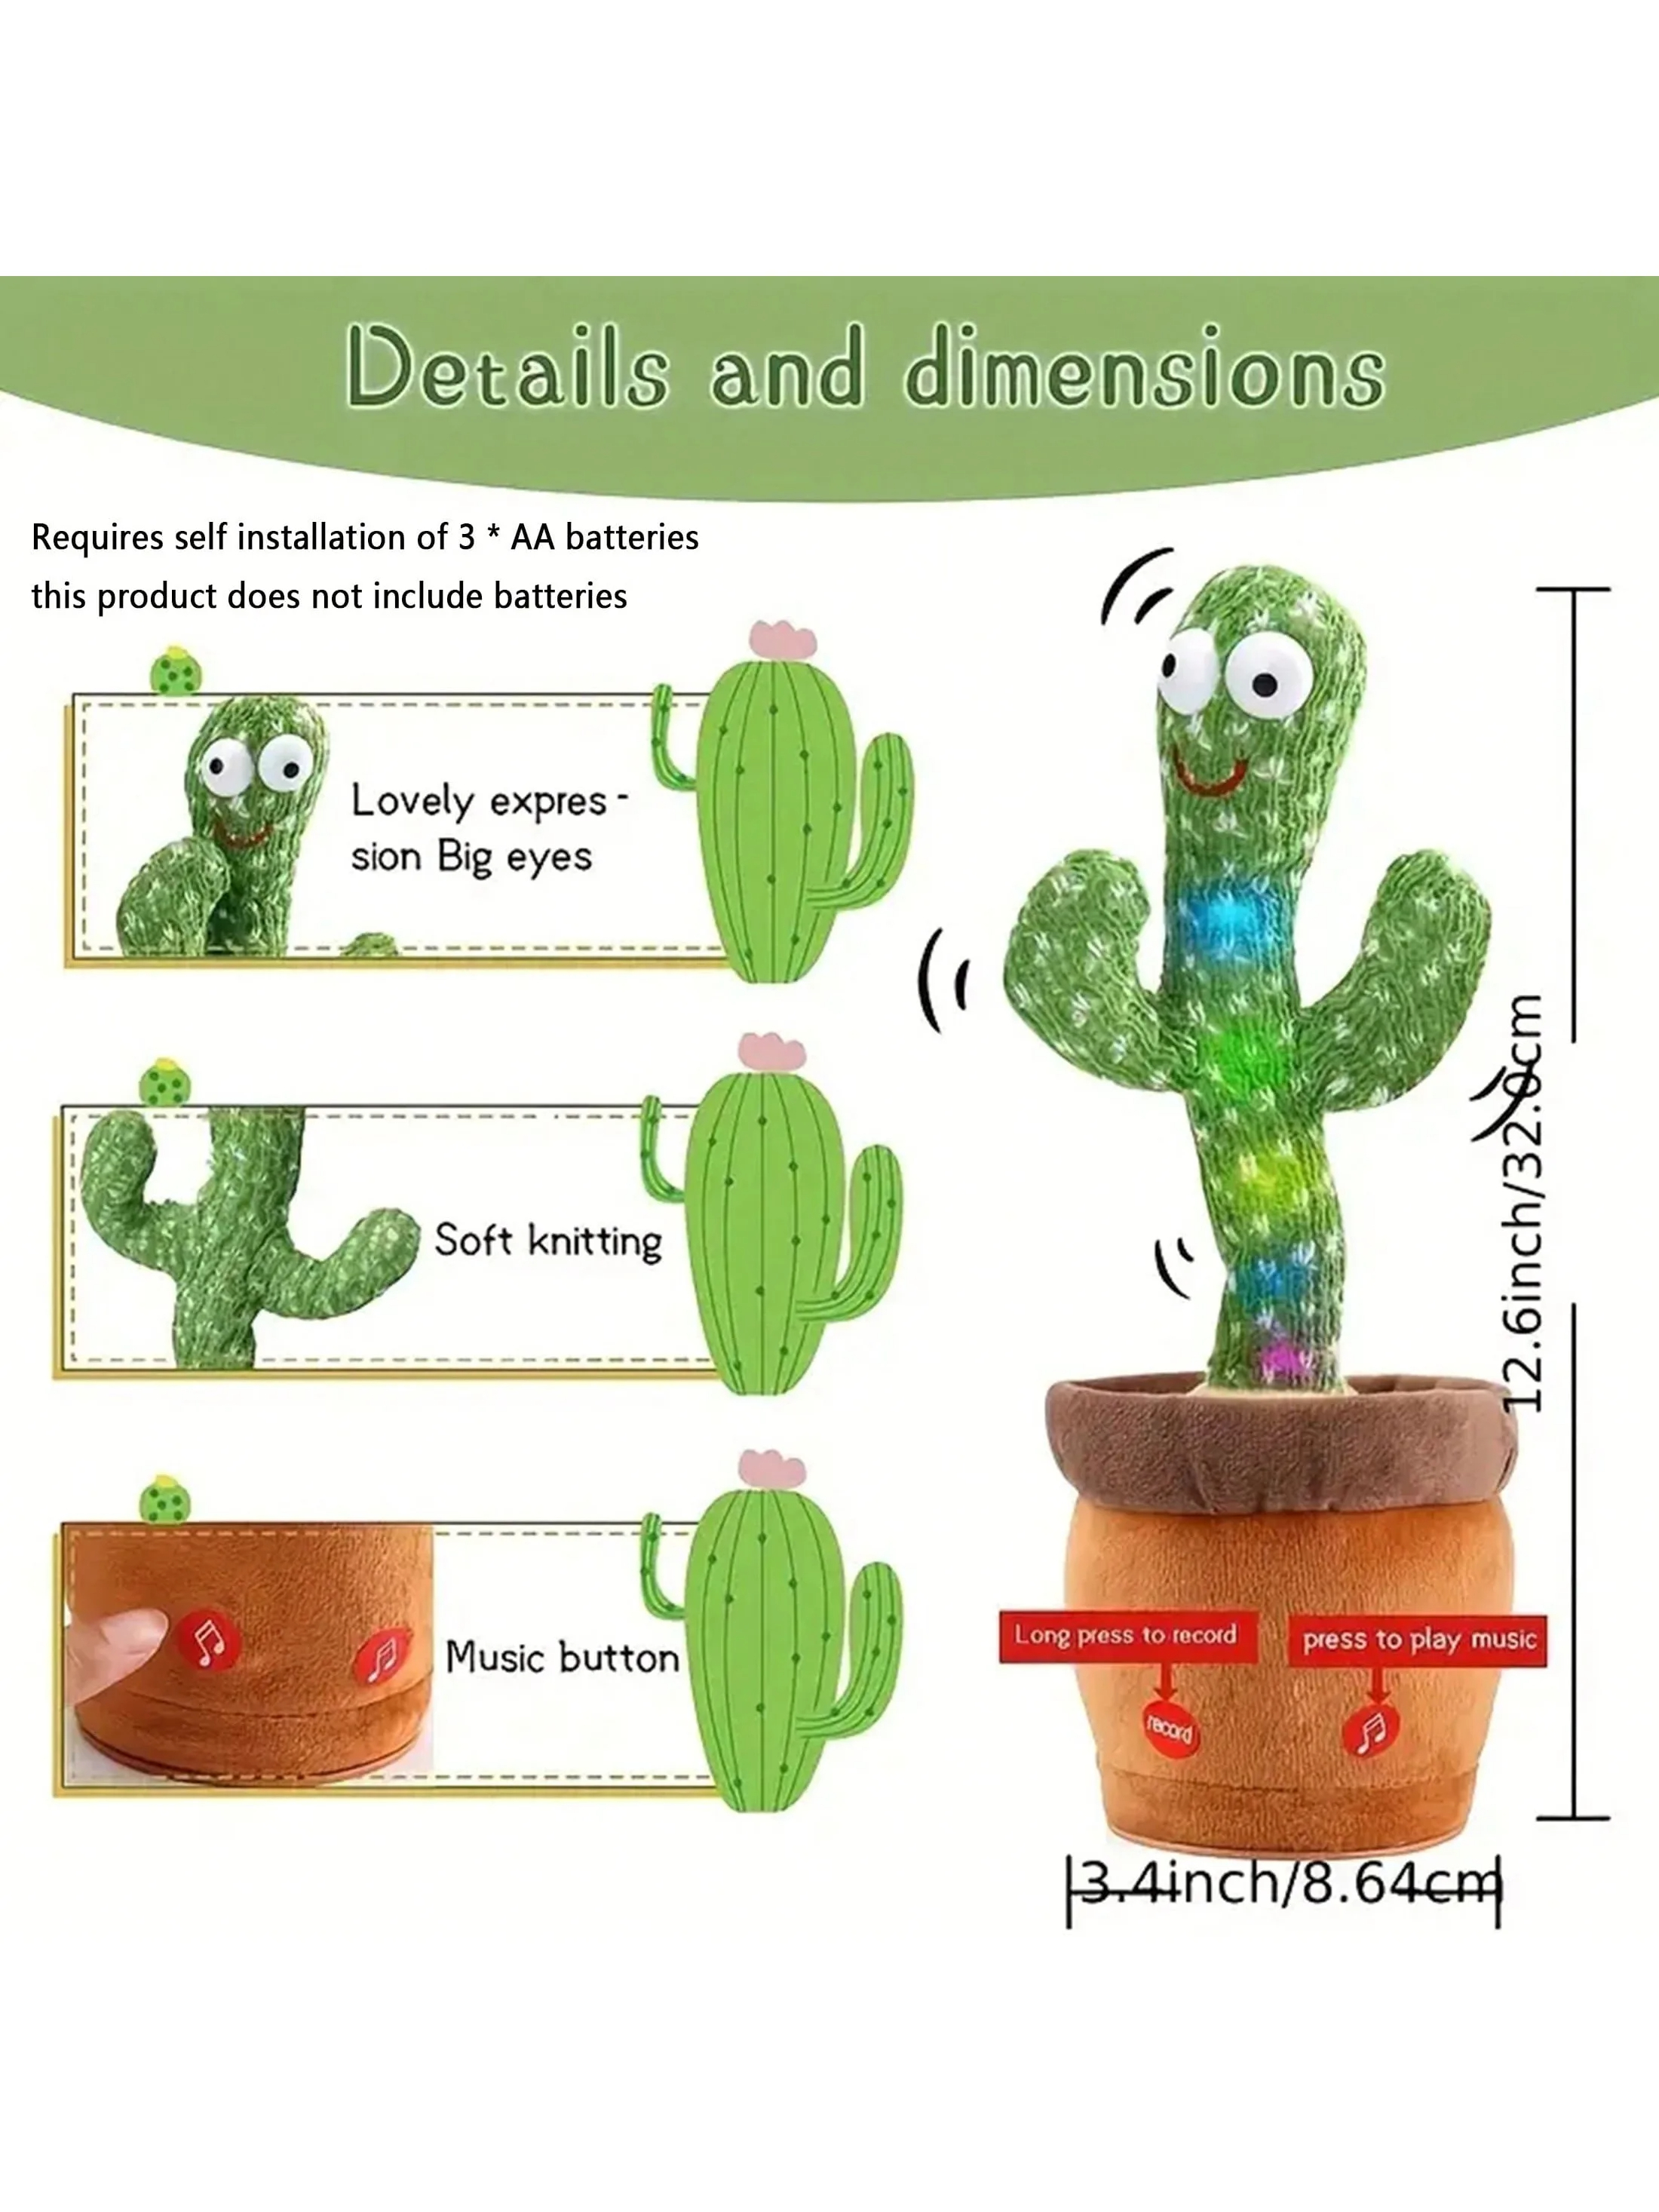 Details and dimensions
Requires self installation of 3 * AA batteries
this product does not include batteries
Lovely expres-
sion Big eyes
Soft knitting
Music button
12.6inch/32.0cm
Long press to record
press to play music
record
3.4inch/8.64cm